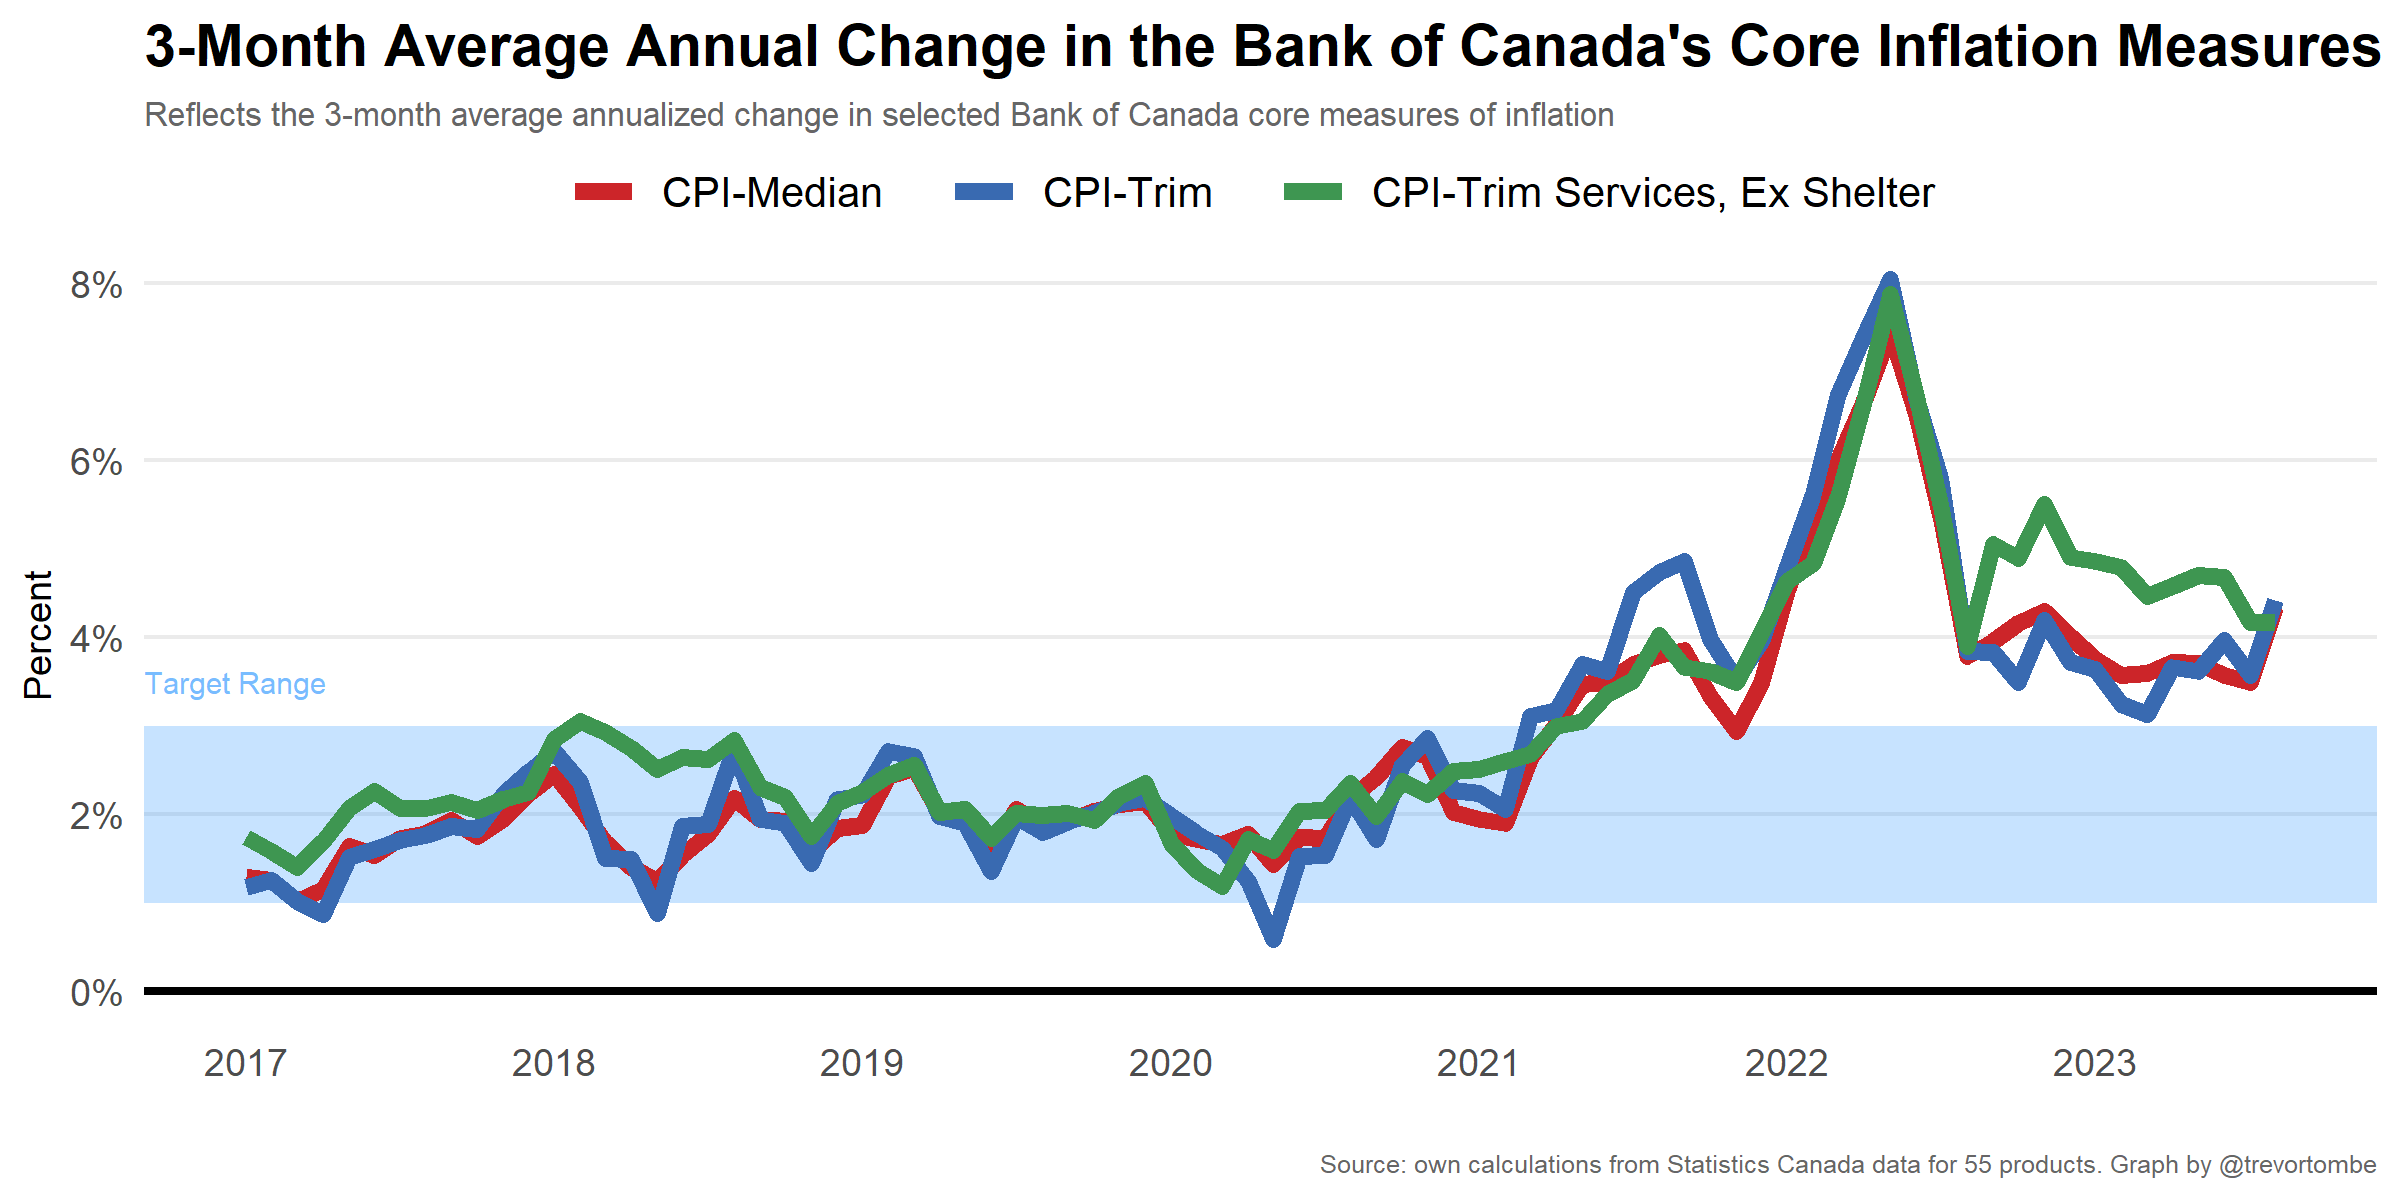 3-Month Average Annual Change in the Bank of Canada's Core Inflation Measures
Reflects the 3-month average annualized change in selected Bank of Canada core measures of inflation
CPI-Median CPI-Trim CPI-Trim Services, Ex Shelter
8%
6%
4%
2%
0%
Percent
Target Range
2017 2018 2019 2020 2021 2022 2023
Source: own calculations from Statistics Canada data for 55 products. Graph by @trevortombe